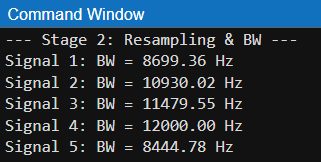 Command Window
--- Stage 2: Resampling & BW ---
Signal 1: BW = 8699.36 Hz
Signal 2: BW = 10930.02 Hz
Signal 3: BW = 11479.55 Hz
Signal 4: BW = 12000.00 Hz
Signal 5: BW = 8444.78 Hz